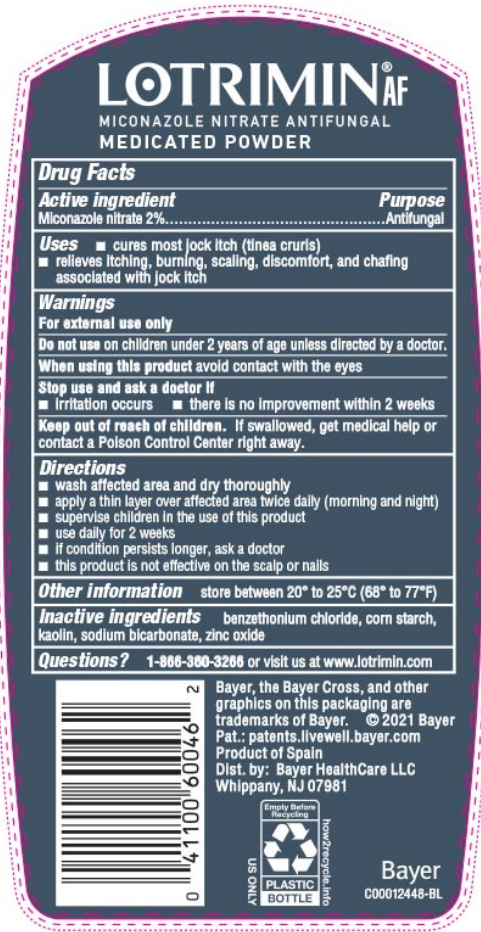 LOTRIMIN® AF
MICONAZOLE NITRATE ANTIFUNGAL
MEDICATED POWDER
Drug Facts
Active ingredient Purpose
Miconazole nitrate 2%................................................Antifungal
Uses ■ cures most jock itch (tinea cruris)
■ relieves itching, burning, scaling, discomfort, and chafing
associated with jock itch
Warnings
For external use only
Do not use on children under 2 years of age unless directed by a doctor.
When using this product avoid contact with the eyes
Stop use and ask a doctor if
■ irritation occurs ■ there is no improvement within 2 weeks
Keep out of reach of children. If swallowed, get medical help or
contact a Poison Control Center right away.
Directions
■ wash affected area and dry thoroughly
■ apply a thin layer over affected area twice daily (morning and night)
■ supervise children in the use of this product
■ use daily for 2 weeks
■ if condition persists longer, ask a doctor
■ this product is not effective on the scalp or nails
Other information store between 20° to 25°C (68° to 77°F)
Inactive ingredients benzethonium chloride, corn starch,
kaolin, sodium bicarbonate, zinc oxide
Questions? 1-866-360-3266 or visit us at www.lotrimin.com
0 41100 60046 2
Bayer, the Bayer Cross, and other
graphics on this packaging are
trademarks of Bayer. © 2021 Bayer
Pat.: patents.livewell.bayer.com
Product of Spain
Dist. by: Bayer HealthCare LLC
Whippany, NJ 07981
US ONLY
Empty Before
Recycling
PLASTIC
BOTTLE
how2recycle.info
Bayer
C00012448-BL